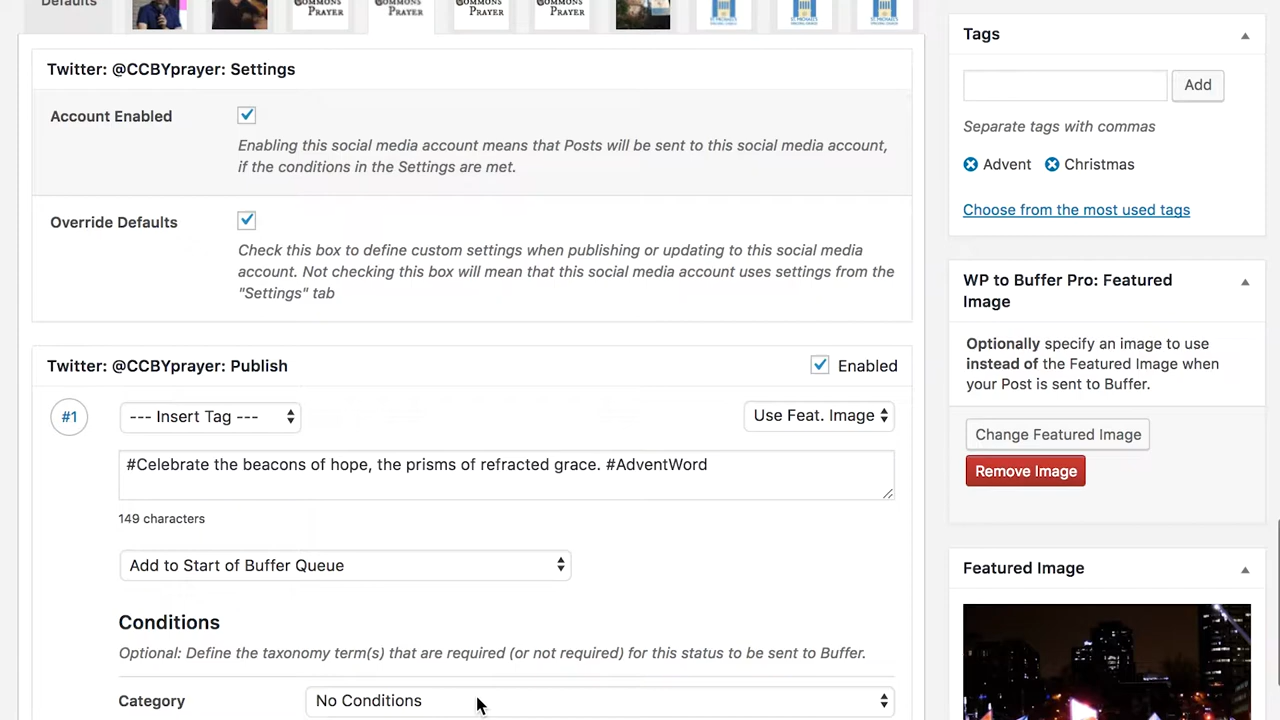 Defaults
COMMONS
PRAYER
COMMONS
PRAYER
COMMONS
PRAYER
COMMONS
PRAYER
Twitter: @CCBYprayer: Settings
Account Enabled
Enabling this social media account means that Posts will be sent to this social media account,
if the conditions in the Settings are met.
Override Defaults
Check this box to define custom settings when publishing or updating to this social media
account. Not checking this box will mean that this social media account uses settings from the
"Settings" tab
Twitter: @CCBYprayer: Publish
Enabled
#1
--- Insert Tag ---
Use Feat. Image
#Celebrate the beacons of hope, the prisms of refracted grace. #AdventWord
149 characters
Add to Start of Buffer Queue
Conditions
Optional: Define the taxonomy term(s) that are required (or not required) for this status to be sent to Buffer.
Category
No Conditions
Tags
Add
Separate tags with commas
Advent
Christmas
Choose from the most used tags
WP to Buffer Pro: Featured
Image
Optionally specify an image to use
instead of the Featured Image when
your Post is sent to Buffer.
Change Featured Image
Remove Image
Featured Image